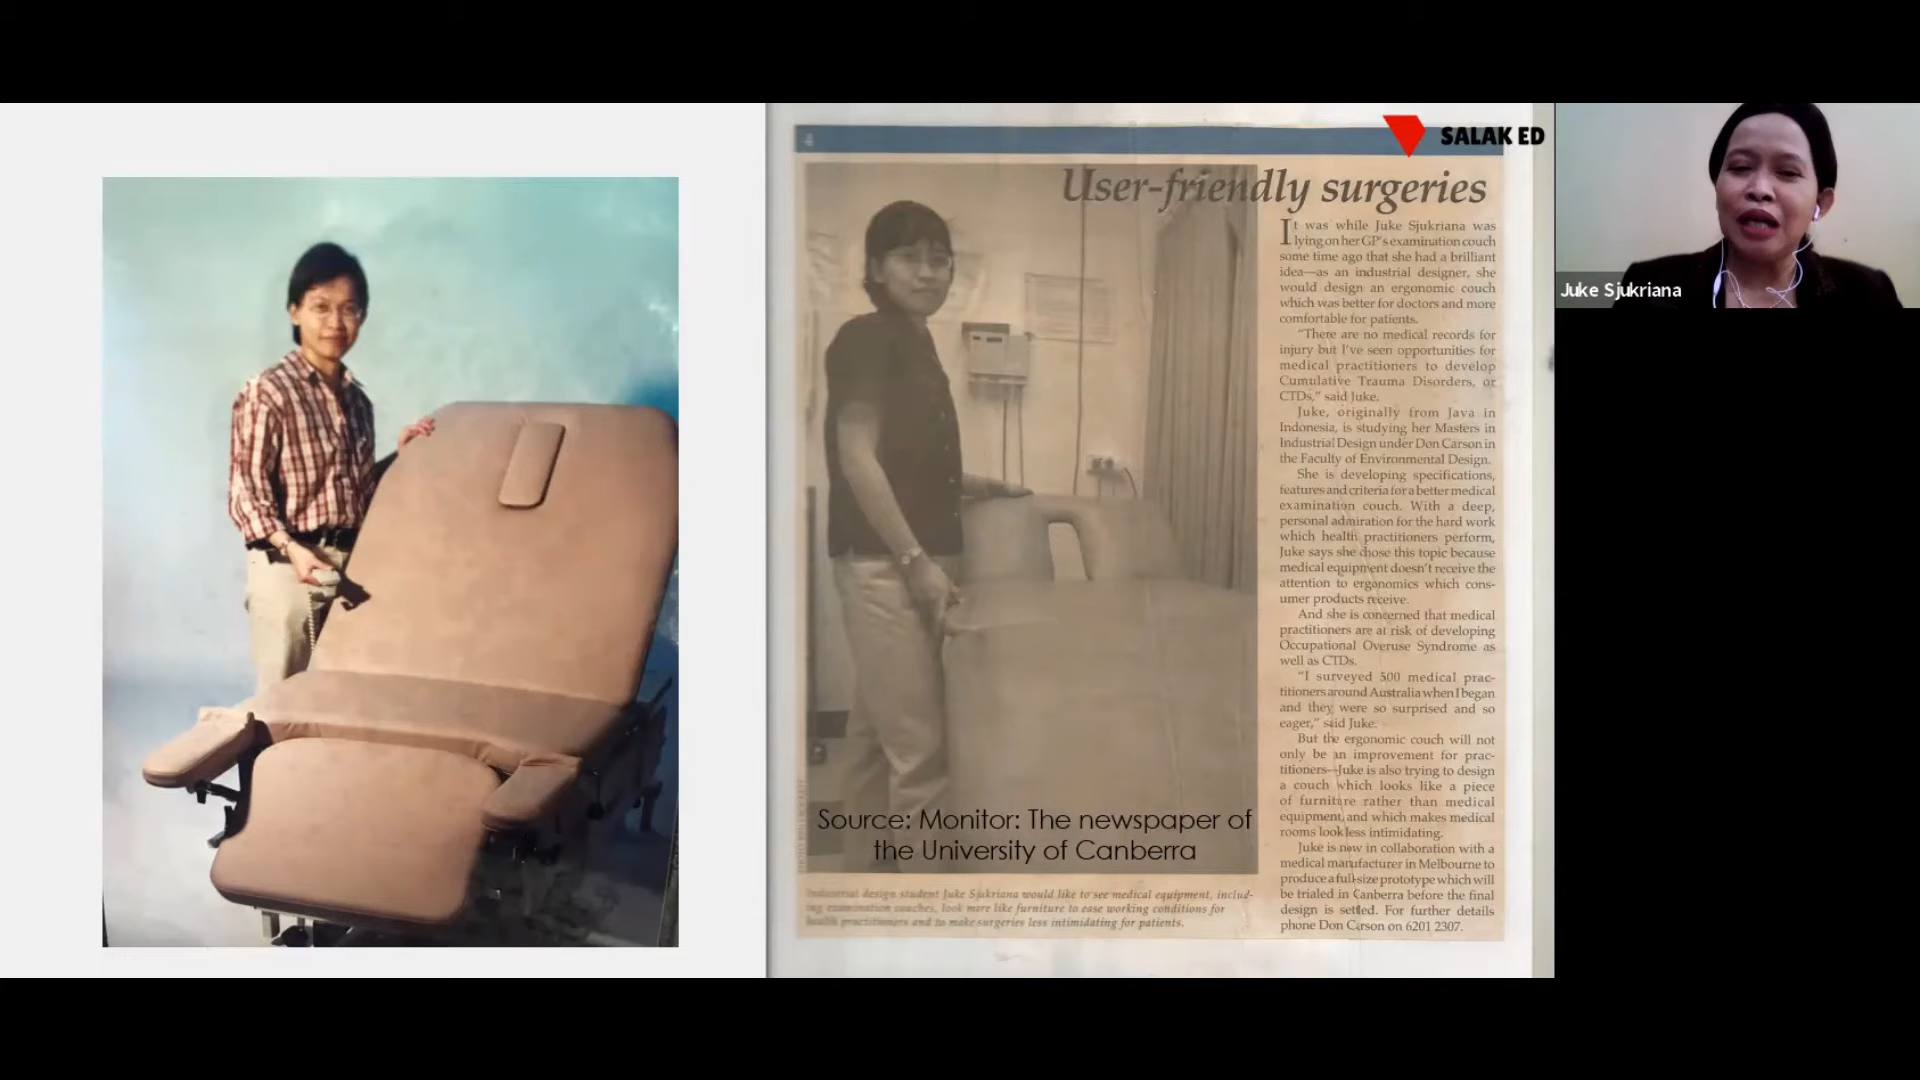 SALAK ED
User-friendly surgeries
It was while Juke Sjukriana was
lying on her GP's examination couch
some time ago that she had a brilliant
idea—as an industrial designer, she
would design an ergonomic couch
which was better for doctors and more
comfortable for patients.
"There are no medical records for
injury but I've seen opportunities for
medical practitioners to develop
Cumulative Trauma Disorders, or
CTDs," said Juke.
Juke, originally from Java in
Indonesia, is studying her Masters in
Industrial Design under Don Carson in
the Faculty of Environmental Design.
She is developing specifications,
features and criteria for a better medical
examination couch. With a deep,
personal admiration for the hard work
which health practitioners perform,
Juke says she chose this topic because
medical equipment doesn't receive the
attention to ergonomics which cons-
umer products receive.
And she is concerned that medical
practitioners are at risk of developing
Occupational Overuse Syndrome as
well as CTDs.
"I surveyed 500 medical prac-
titioners around Australia when I began
and they were so surprised and so
eager," said Juke.
But the ergonomic couch will not
only be an improvement for prac-
titioners—Juke is also trying to design
a couch which looks like a piece
of furniture rather than medical
equipment, and which makes medical
rooms look less intimidating.
Juke is now in collaboration with a
medical manufacturer in Melbourne to
produce a full-size prototype which will
be trialed in Canberra before the final
design is settled. For further details
phone Don Carson on 6201 2307.
Source: Monitor: The newspaper of
the University of Canberra
Industrial design student Juke Sjukriana would like to see medical equipment, includ-
ing examination couches, look more like furniture to ease working conditions for
health practitioners and to make surgeries less intimidating for patients.
Juke Sjukriana